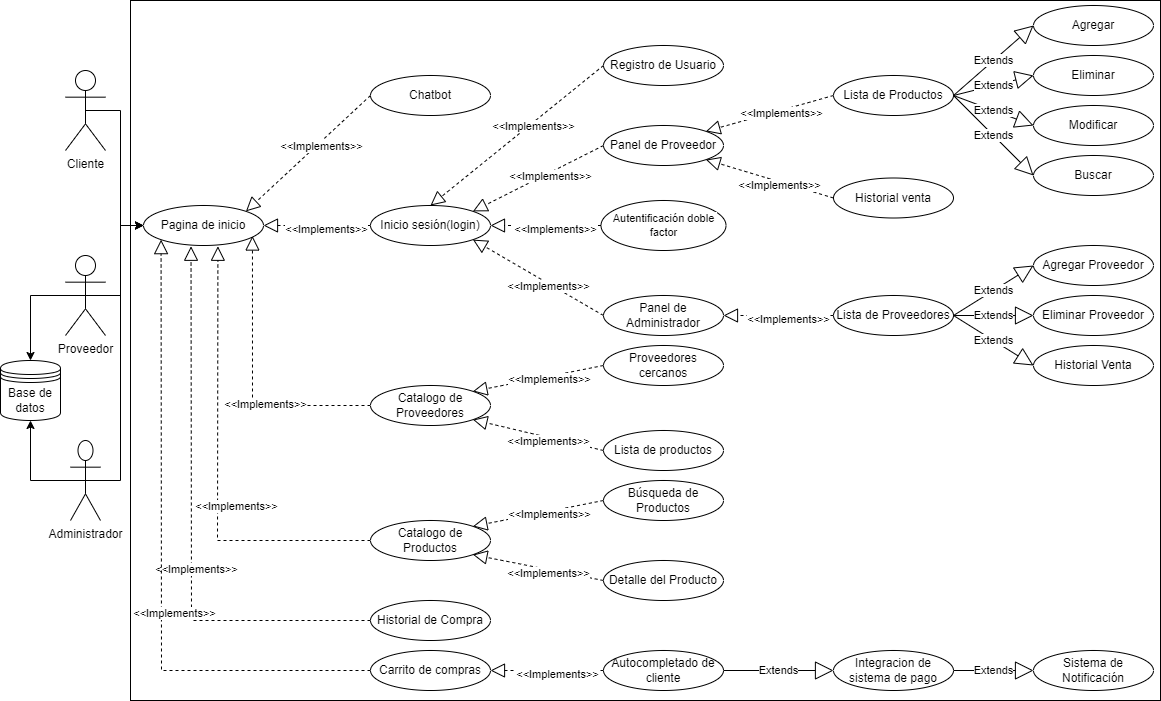 Agregar
Registro de Usuario
Extends
Eliminar
Chatbot
Lista de Productos
Extends
<<Implements>>
Extends
<<Implements>>
Modificar
Extends
<<Implements>>
Panel de Proveedor
Cliente
Buscar
<<Implements>>
<<Implements>>
Historial venta
Pagina de inicio
<<Implements>>
Inicio sesión(login)
<<Implements>>
Autentificación doble
factor
Agregar Proveedor
<<Implements>>
Extends
Panel de
Administrador
<<Implements>>
Lista de Proveedores
Extends
Eliminar Proveedor
Extends
Proveedor
Proveedores
cercanos
Historial Venta
<<Implements>>
Base de
datos
<<Implements>>
Catalogo de
Proveedores
<<Implements>>
Lista de productos
Búsqueda de
Productos
<<Implements>>
<<Implements>>
Administrador
Catalogo de
Productos
<<Implements>>
<<Implements>>
Detalle del Producto
<<Implements>>
Historial de Compra
Carrito de compras
<<Implements>>
Autocompletado de
cliente
Extends
Integracion de
sistema de pago
Extends
Sistema de
Notificación